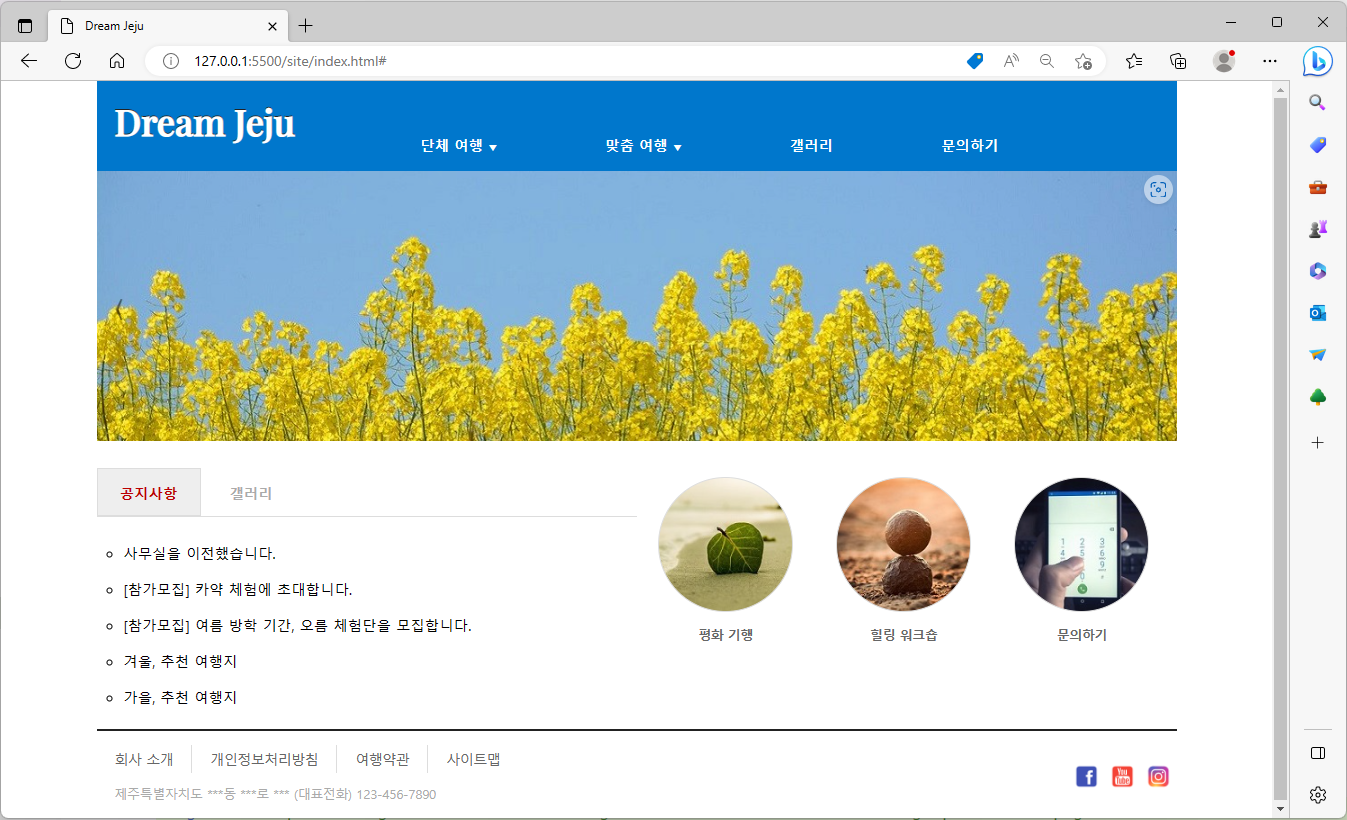 Dream Jeju
127.0.0.1:5500/site/index.html#
Dream Jeju
단체 여행 ▼ 맞춤 여행 ▼ 갤러리 문의하기
공지사항 갤러리
사무실을 이전했습니다.
[참가모집] 카약 체험에 초대합니다.
[참가모집] 여름 방학 기간, 오름 체험단을 모집합니다.
겨울, 추천 여행지
가을, 추천 여행지
평화 기행 힐링 워크숍 문의하기
회사 소개 개인정보처리방침 여행약관 사이트맵
제주특별자치도 ***동 ***로 *** (대표전화) 123-456-7890
You
Tube